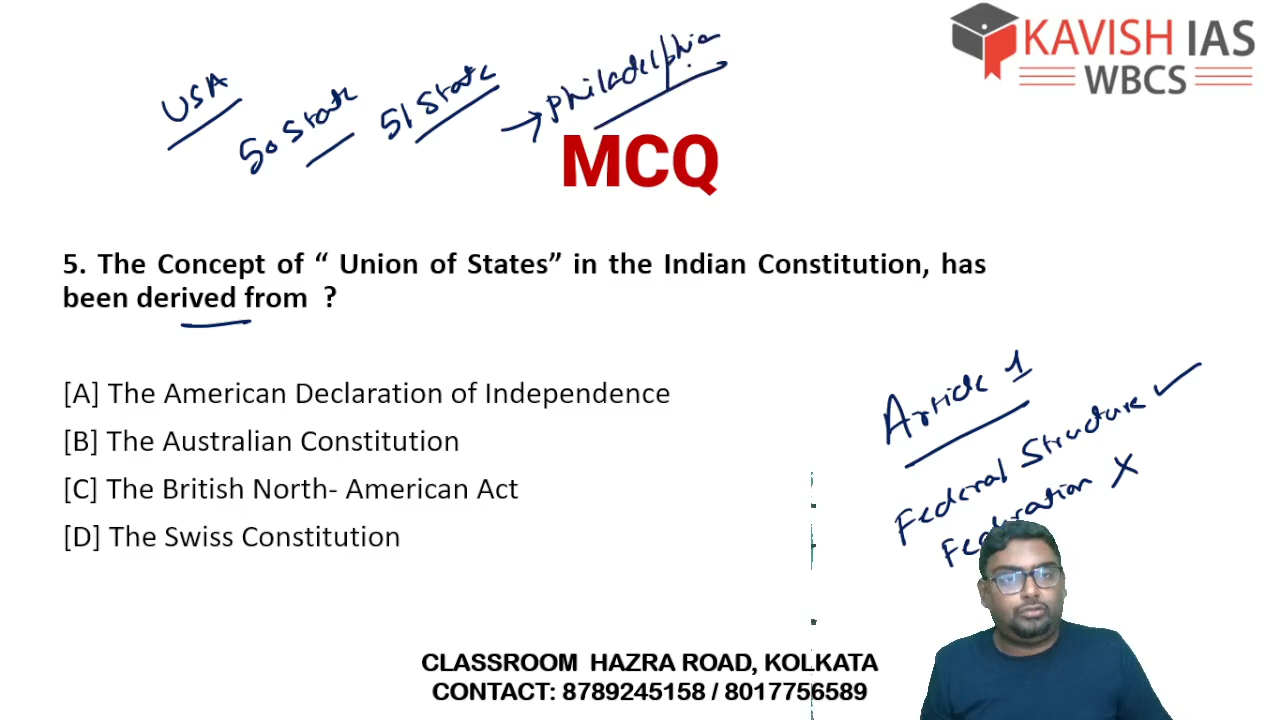 KAVISH IAS
WBCS
USA
50 State
51 State
→ Philadelphia
MCQ
5. The Concept of “ Union of States” in the Indian Constitution, has
been derived from ?
[A] The American Declaration of Independence
[B] The Australian Constitution
[C] The British North- American Act
[D] The Swiss Constitution
Article 1
Federal Structure ✓
Federation X
CLASSROOM HAZRA ROAD, KOLKATA
CONTACT: 8789245158 / 8017756589